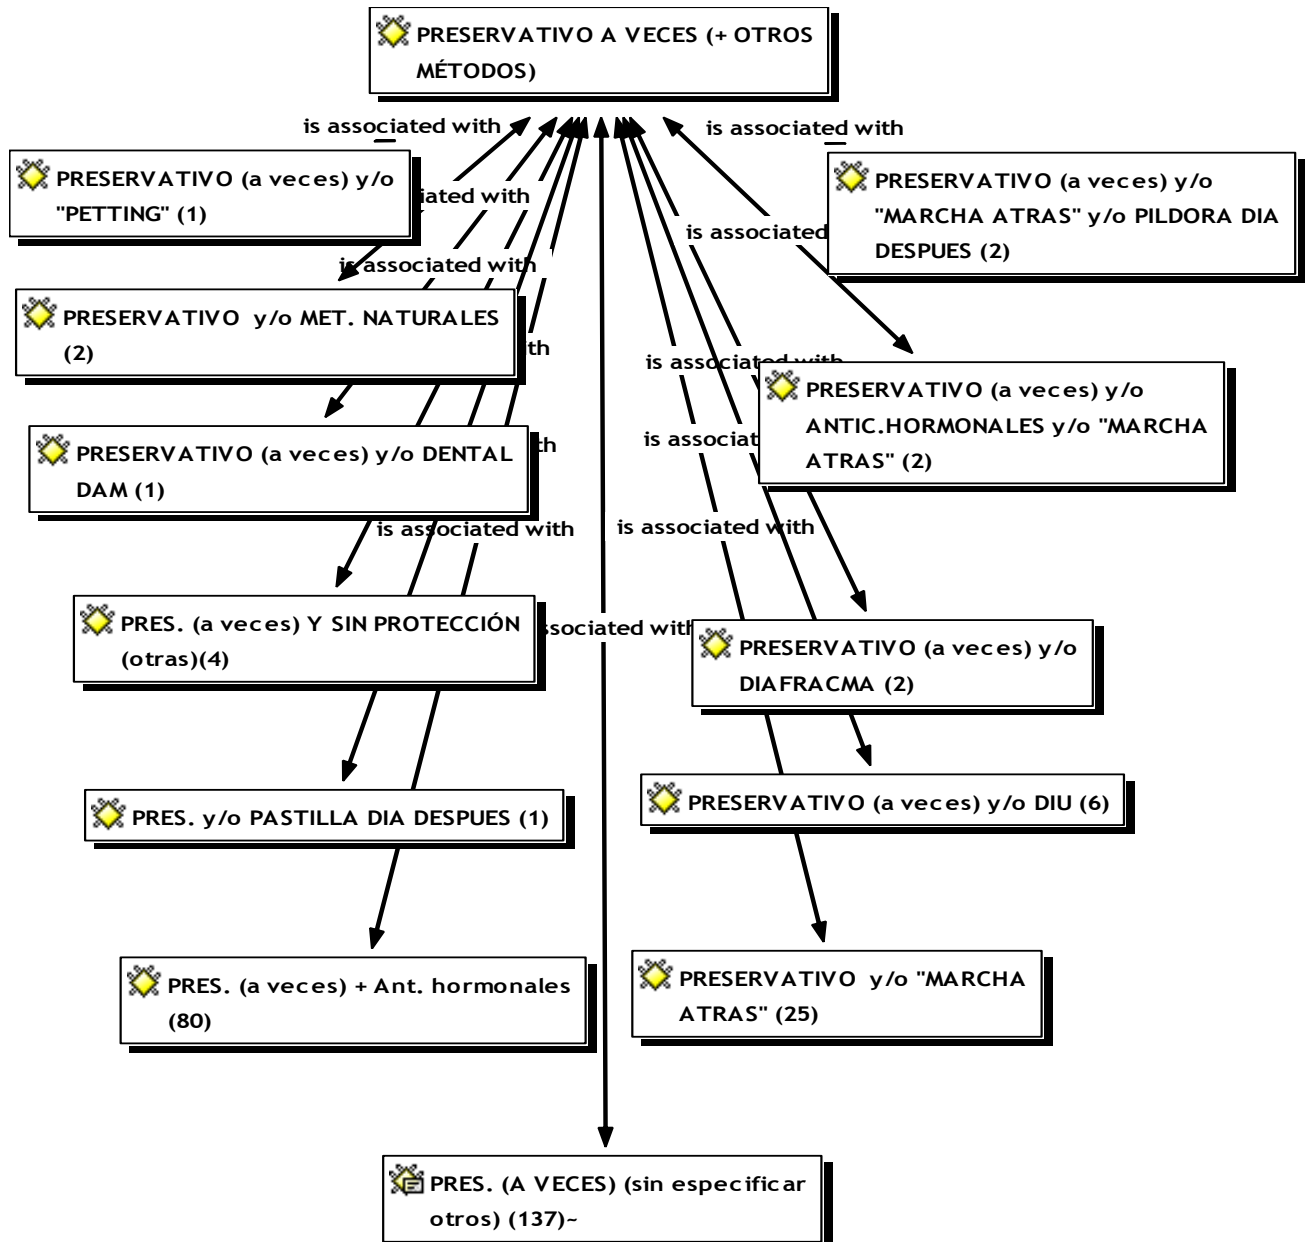 PRESERVATIVO A VECES (+ OTROS
MÉTODOS)
is associated with
is associated with
PRESERVATIVO (a veces) y/o
"PETTING" (1)
PRESERVATIVO (a veces) y/o
"MARCHA ATRAS" y/o PILDORA DIA
DESPUES (2)
with
is associated
is associated with
PRESERVATIVO y/o MET. NATURALES
(2)
is associated with
PRESERVATIVO (a veces) y/o
ANTIC.HORMONALES y/o "MARCHA
ATRAS" (2)
PRESERVATIVO (a veces) y/o DENTAL
DAM (1)
is
is associated with
is associated with
PRES. (a veces) Y SIN PROTECCIÓN
(otras)(4)
with
PRESERVATIVO (a veces) y/o
DIAFRACMA (2)
PRES. y/o PASTILLA DIA DESPUES (1)
PRESERVATIVO (a veces) y/o DIU (6)
PRES. (a veces) + Ant. hormonales
(80)
PRESERVATIVO y/o "MARCHA
ATRAS" (25)
PRES. (A VECES) (sin especificar
otros) (137)~